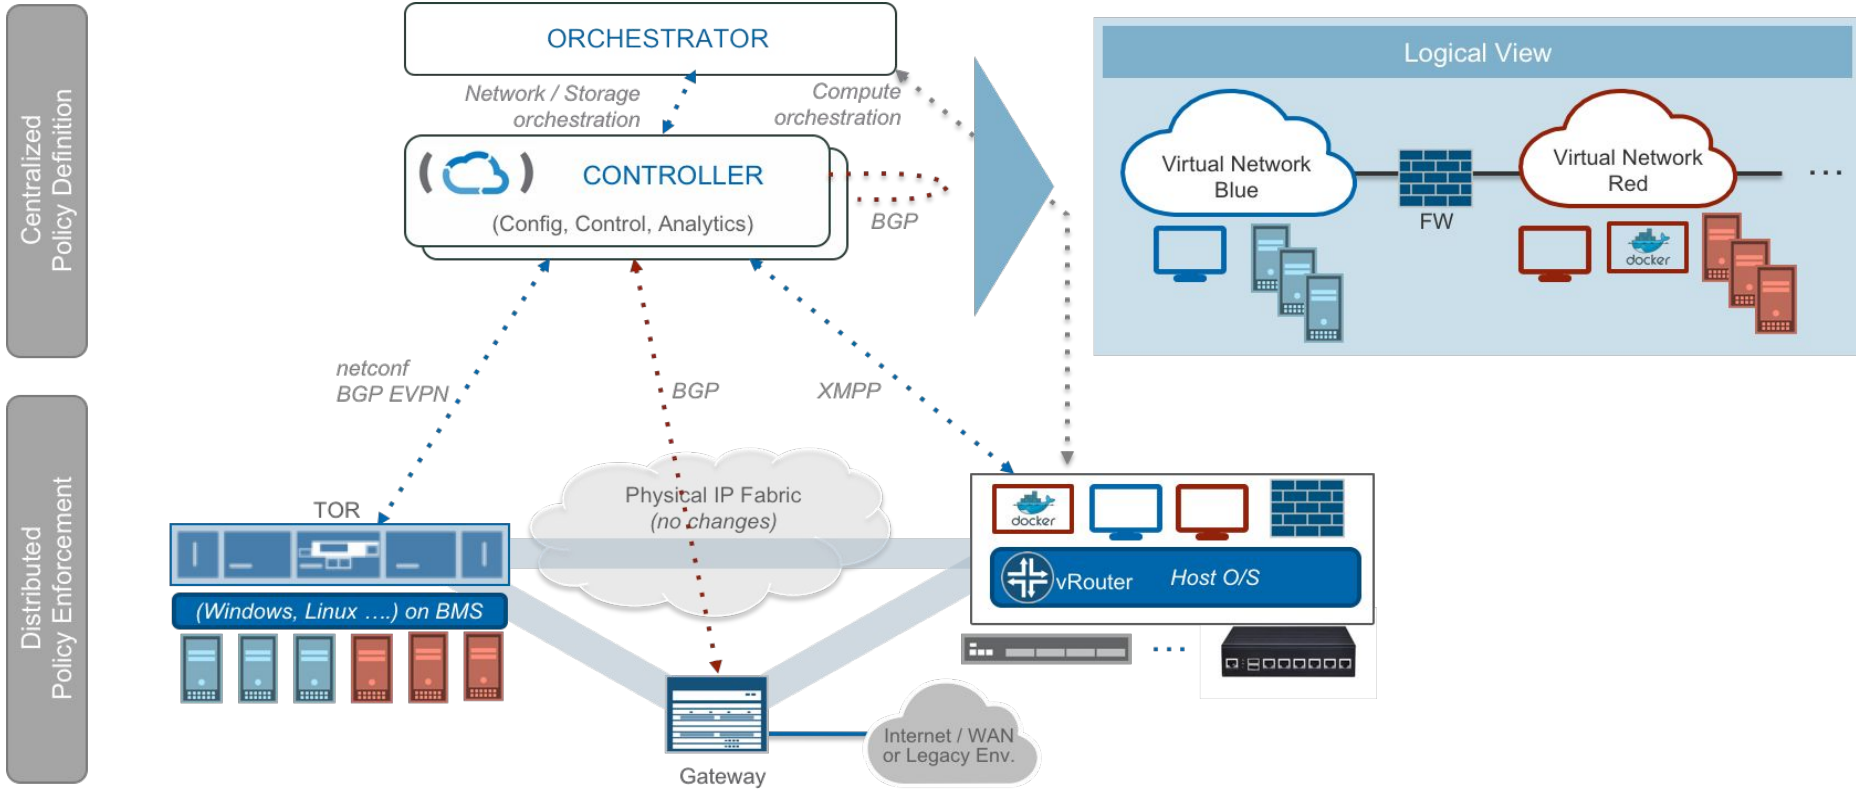 Centralized
Policy Definition
ORCHESTRATOR
Network / Storage
orchestration
Compute
orchestration
CONTROLLER
(Config, Control, Analytics)
BGP
Logical View
Virtual Network
Blue
FW
Virtual Network
Red
...
docker
netconf
BGP EVPN
BGP
XMPP
Distributed
Policy Enforcement
TOR
(Windows, Linux ....) on BMS
Physical IP Fabric
(no changes)
docker
vRouter
Host O/S
...
Gateway
Internet / WAN
or Legacy Env.